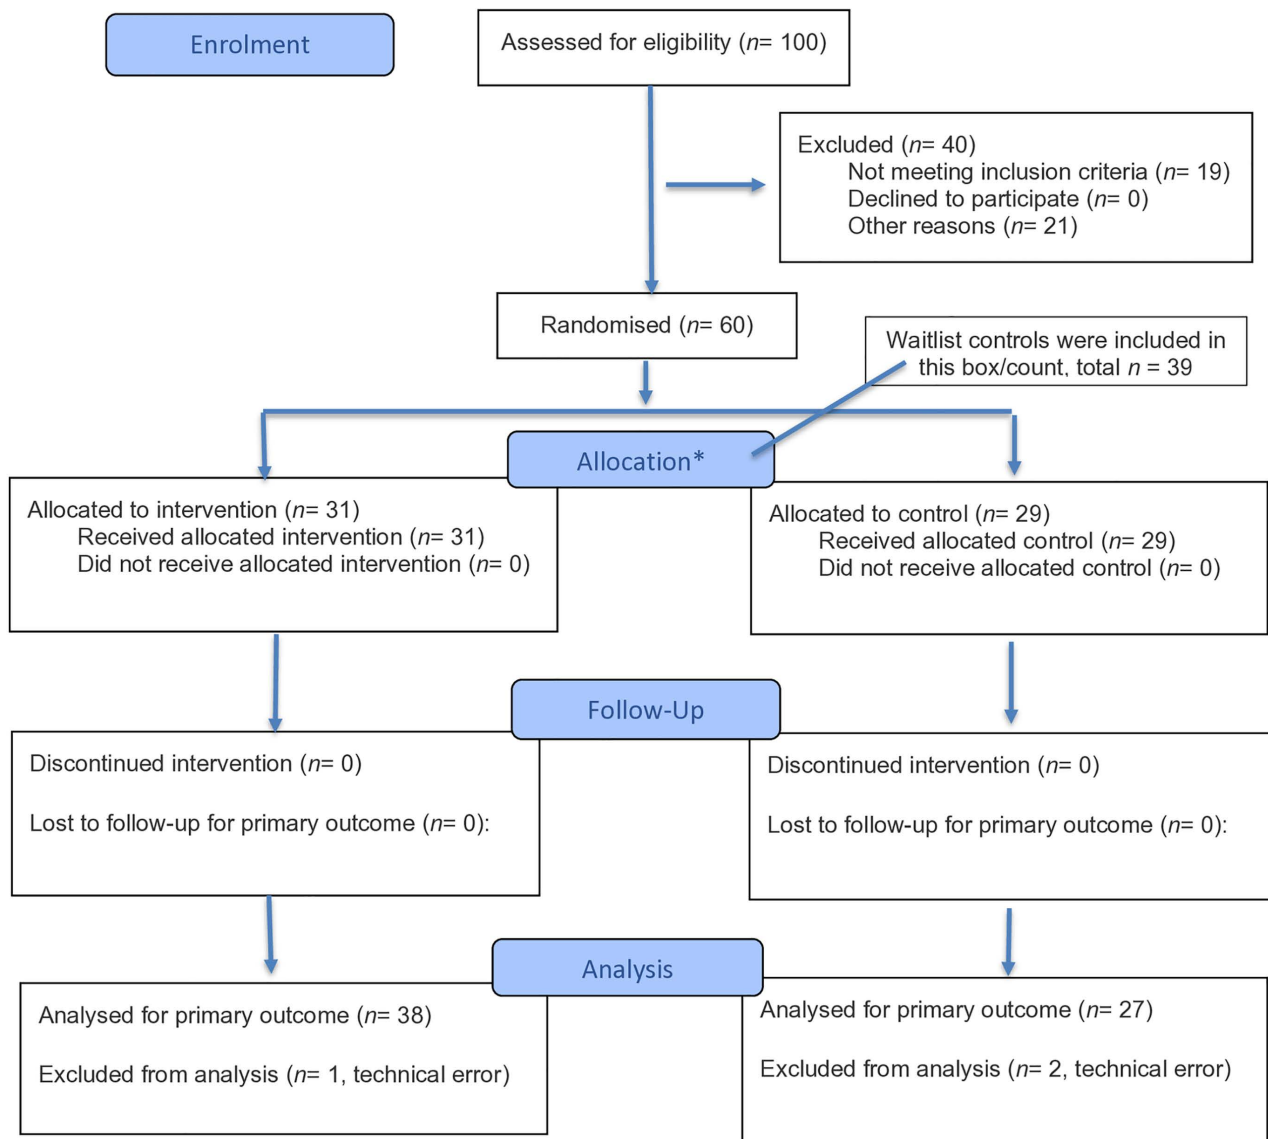 Enrolment
Assessed for eligibility (n= 100)
Excluded (n= 40)
Not meeting inclusion criteria (n= 19)
Declined to participate (n= 0)
Other reasons (n= 21)
Randomised (n= 60)
Waitlist controls were included in
this box/count, total n = 39
Allocation*
Allocated to intervention (n= 31)
Received allocated intervention (n= 31)
Did not receive allocated intervention (n= 0)
Allocated to control (n= 29)
Received allocated control (n= 29)
Did not receive allocated control (n= 0)
Follow-Up
Discontinued intervention (n= 0)
Lost to follow-up for primary outcome (n= 0):
Discontinued intervention (n= 0)
Lost to follow-up for primary outcome (n= 0):
Analysis
Analysed for primary outcome (n= 38)
Excluded from analysis (n= 1, technical error)
Analysed for primary outcome (n= 27)
Excluded from analysis (n= 2, technical error)